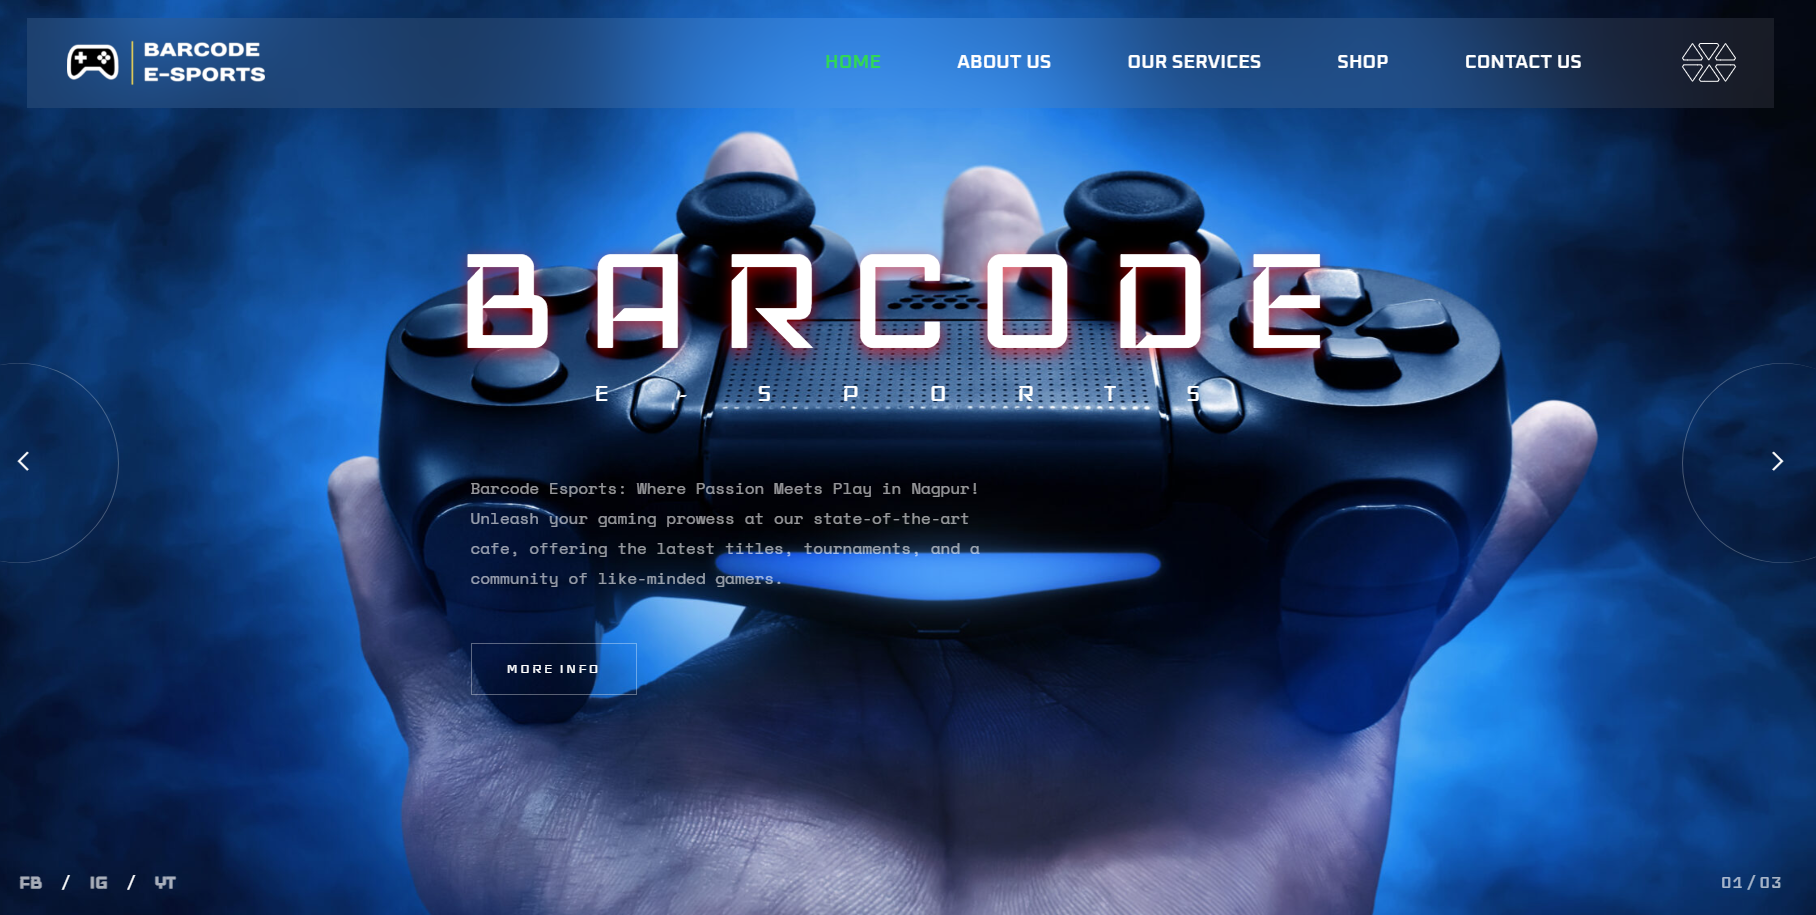 BARCODE
E-SPORTS
HOME ABOUT US OUR SERVICES SHOP CONTACT US
BARCODE
E-SPORTS
Barcode Esports: Where Passion Meets Play in Nagpur!
Unleash your gaming prowess at our state-of-the-art
cafe, offering the latest titles, tournaments, and a
community of like-minded gamers.
MORE INFO
FB / IG / YT
01/03